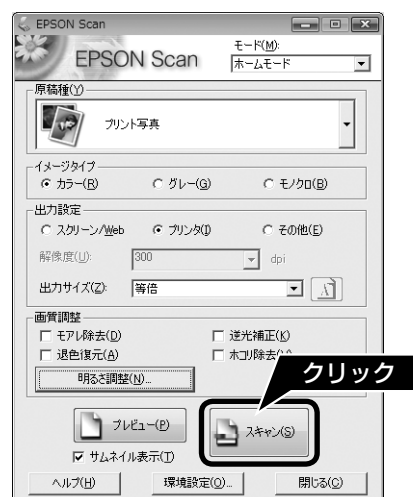 EPSON Scan
EPSON Scan
モード(M):
ホームモード
原稿種(Y)
プリント写真
イメージタイプ
カラー(R) グレー(G) モノクロ(B)
出力設定
スクリーン/Web プリンタ(I) その他(E)
解像度(U): 300 dpi
出力サイズ(Z): 等倍
画質調整
モアレ除去(D) 逆光補正(K)
退色復元(A) ホコリ除去
明るさ調整(N)...
クリック
プレビュー(P) スキャン(S)
サムネイル表示(T)
ヘルプ(H) 環境設定(O)... 閉じる(C)